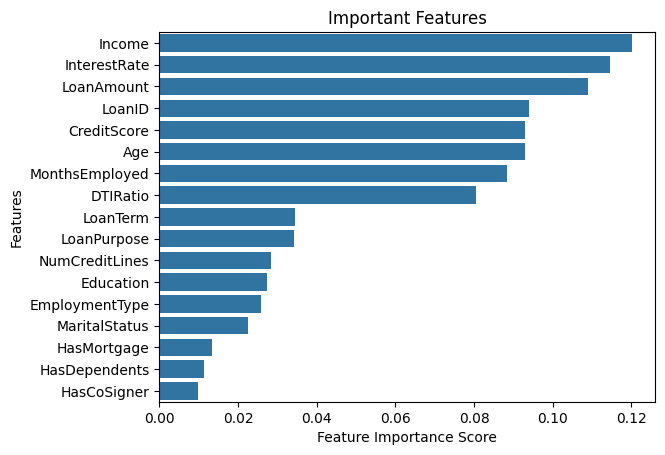 Important Features
Features
Income
InterestRate
LoanAmount
LoanID
CreditScore
Age
MonthsEmployed
DTIRatio
LoanTerm
LoanPurpose
NumCreditLines
Education
EmploymentType
MaritalStatus
HasMortgage
HasDependents
HasCoSigner
0.00 0.02 0.04 0.06 0.08 0.10 0.12
Feature Importance Score